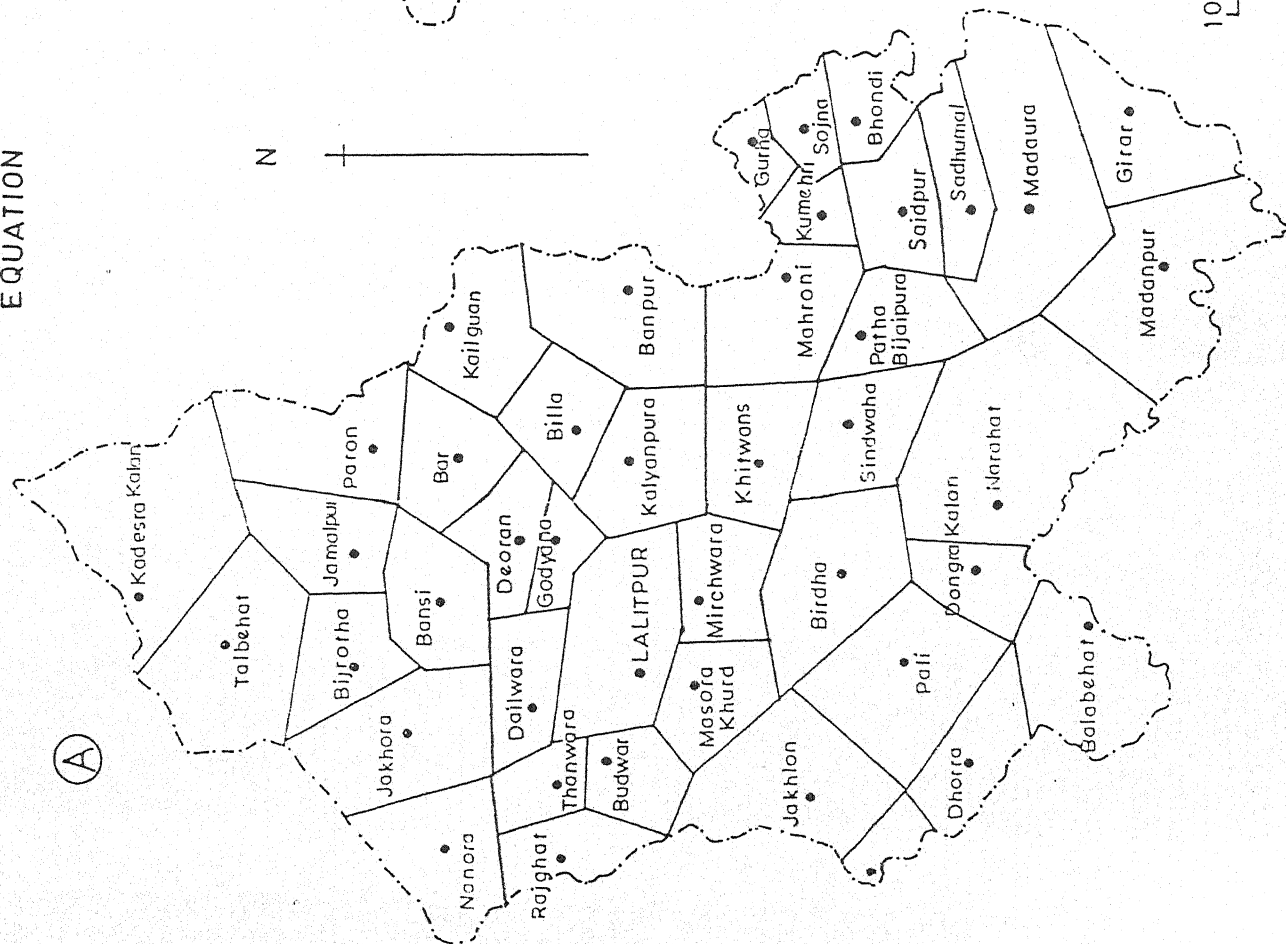 EQUATION
N
A
10
Kadesra Kalan
Talbehat
Jamalpur
Paron
Bijrotha
Bansi
Bar
Kailguan
Jakhora
Nanora
Deoran
Godyana
Billa
Banpur
Dailwara
Thanwara
Rajghat
Budwar
LALITPUR
Kalyanpura
Masora
Khurd
Mirchwara
Khitwans
Mahroni
Gurha
Kumehri
Sojna
Bhondi
Saidpur
Sadhumal
Patha
Bijaipura
Madaura
Girar
Madanpur
Jakhlon
Birdha
Sindwaha
Narahat
Dongra Kalan
Pali
Dhorra
Balabehat